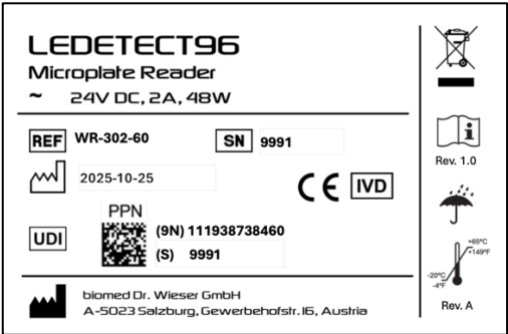 LEDETECT96
Microplate Reader
~ 24V DC, 2A, 48W
REF WR-302-60 SN 9991
2025-10-25
CE IVD
PPN
UDI (9N) 111938738460
(S) 9991
biomed Dr. Wieser GmbH
A-5023 Salzburg, Gewerbehofstr. 16, Austria
i
Rev. 1.0
+65°C
+149°F
-20°C
-4°F
Rev. A